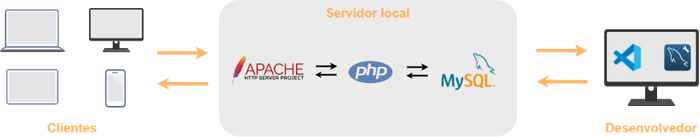 Servidor local
APACHE
HTTP SERVER PROJECT
php
MySQL
Clientes
Desenvolvedor